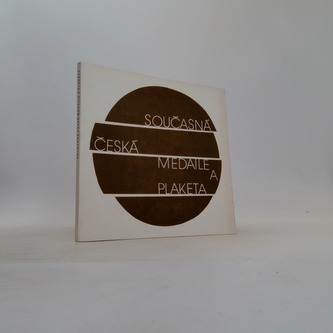 SOUČASNÁ
ČESKÁ
MEDAILE
A
PLAKETA